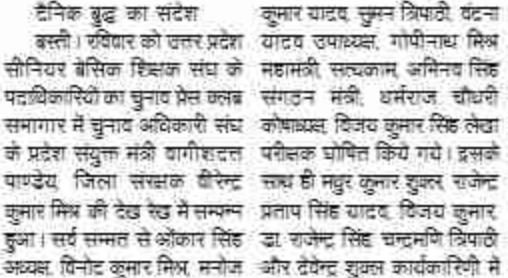 दैनिक बुद्ध का संदेश
बस्ती। रविवार को उत्तर प्रदेश
सीनियर बेसिक शिक्षक संघ के
पदाधिकारियों का चुनाव प्रेस क्लब
सभागार में चुनाव अधिकारी संघ
के प्रदेश संयुक्त मंत्री वागीशदत्त
पाण्डेय, जिला संरक्षक वीरेन्द्र
कुमार मिश्र की देख रेख में सम्पन्न
हुआ। सर्व सम्मत से ओंकार सिंह
अध्यक्ष, विनोद कुमार मिश्र, मनोज
कुमार यादव, सुमन त्रिपाठी, वंदना
यादव उपाध्यक्ष, गोपीनाथ मिश्र
महामंत्री, सत्यकाम, अभिनव सिंह
संगठन मंत्री, धर्मराज चौधरी
कोषाध्यक्ष, विजय कुमार सिंह लेखा
परीक्षक घोषित किये गये। इसके
साथ ही मधुर कुमार शुक्ल, राजेन्द्र
प्रताप सिंह यादव, विजय कुमार,
डा. राजेन्द्र सिंह, चन्द्रमणि त्रिपाठी
और देवेन्द्र शुक्ल कार्यकारिणी में